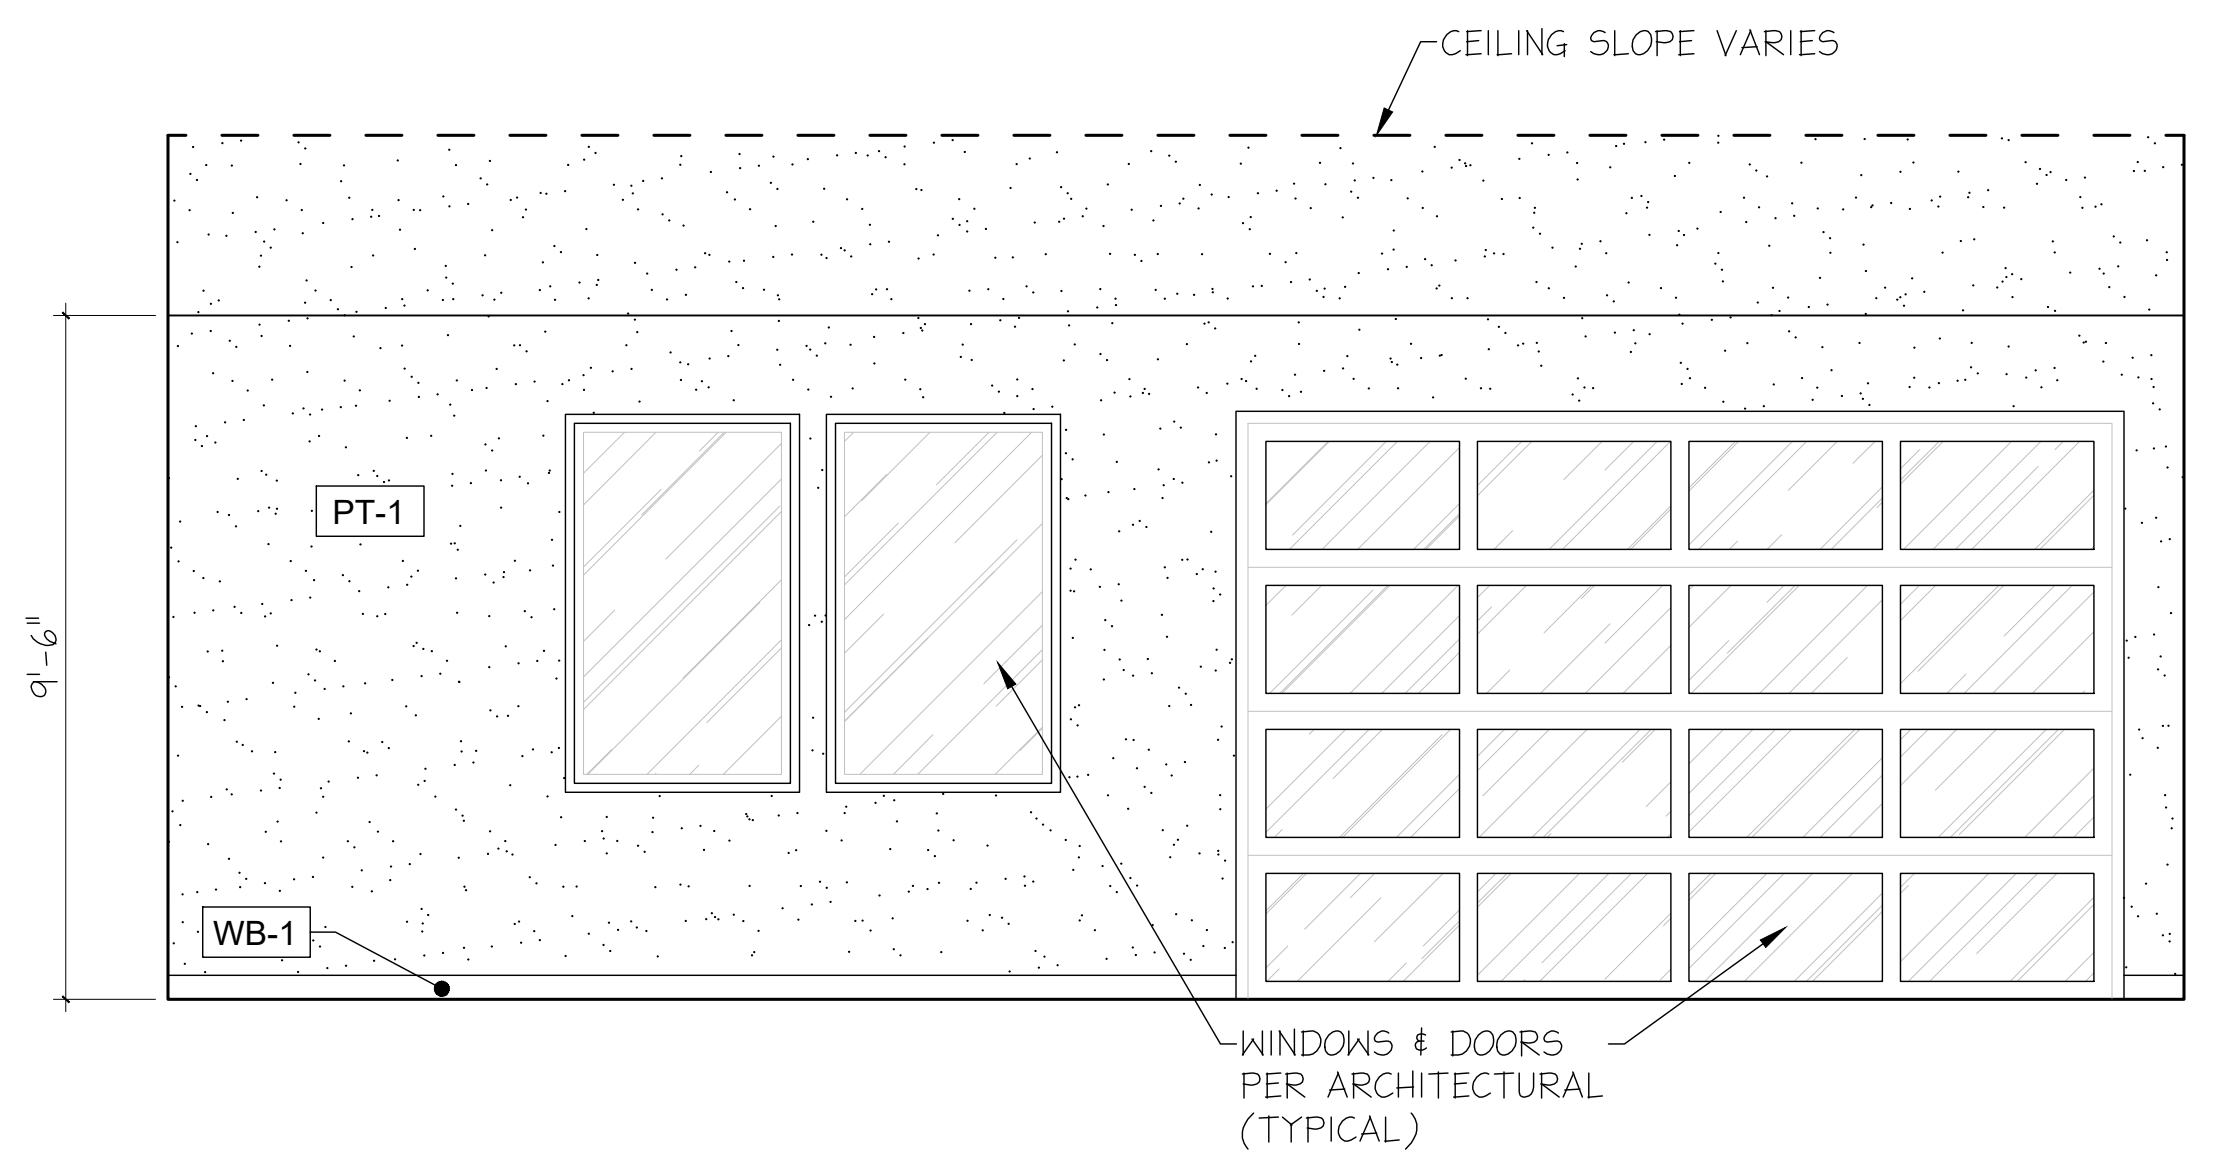 CEILING SLOPE VARIES
PT-1
9'-6"
WB-1
WINDOWS & DOORS
PER ARCHITECTURAL
(TYPICAL)